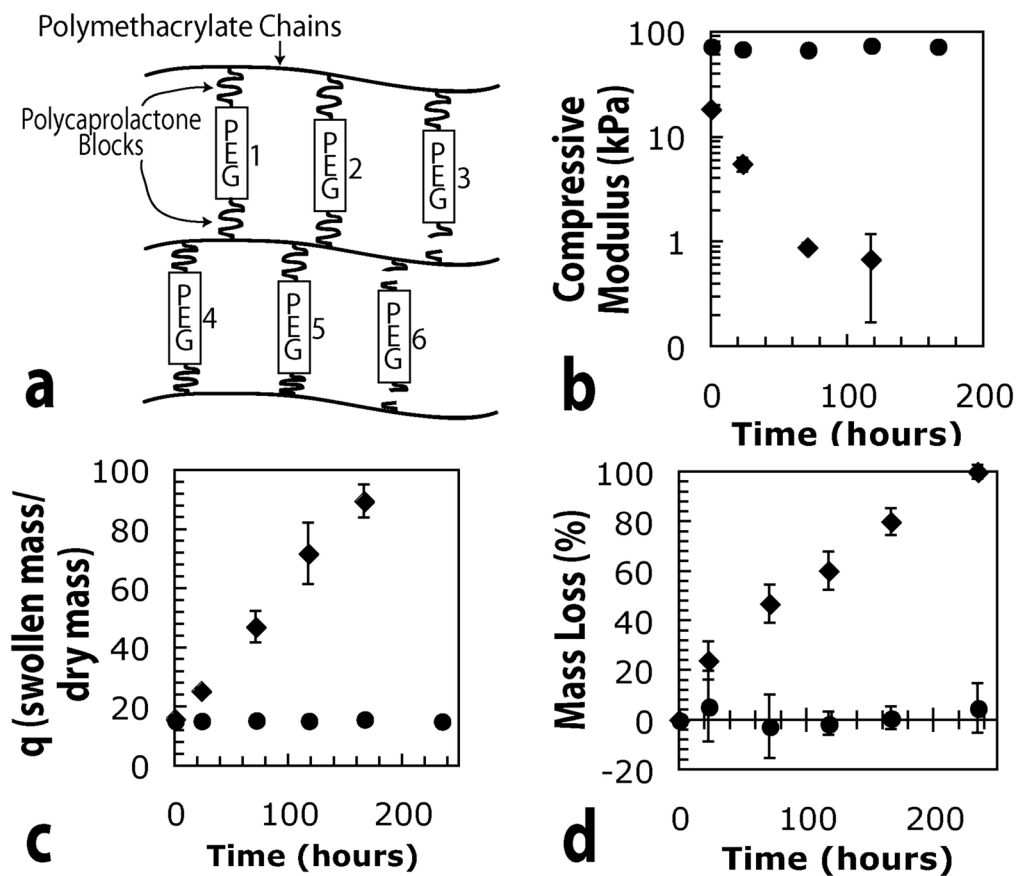 Polymethacrylate Chains
Polycaprolactone
Blocks
PEG 1
PEG 2
PEG 3
PEG 4
PEG 5
PEG 6
a
Compressive
Modulus (kPa)
100
10
1
0
0 100 200
Time (hours)
b
q (swollen mass/
dry mass)
100
80
60
40
20
0
0 100 200
Time (hours)
c
Mass Loss (%)
100
80
60
40
20
0
-20
0 100 200
Time (hours)
d